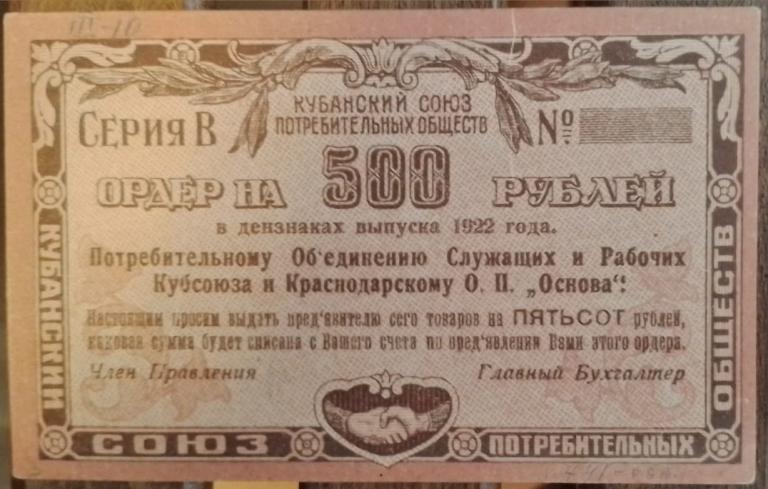 КУБАНСКИЙ СОЮЗ
ПОТРЕБИТЕЛЬНЫХ ОБЩЕСТВ
СЕРИЯ В
№
ОРДЕР НА 500 РУБЛЕЙ
в дензнаках выпуска 1922 года.
Потребительному Об'единению Служащих и Рабочих
Кубсоюза и Краснодарскому О. П. „Основа“:
Настоящим просим выдать пред'явителю сего товаров на ПЯТЬСОТ рублей,
каковая сумма будет списана с Вашего счета по пред'явлении Вами этого ордера.
Член Правления
Главный Бухгалтер
КУБАНСКИЙ
СОЮЗ
ПОТРЕБИТЕЛЬНЫХ
ОБЩЕСТВ